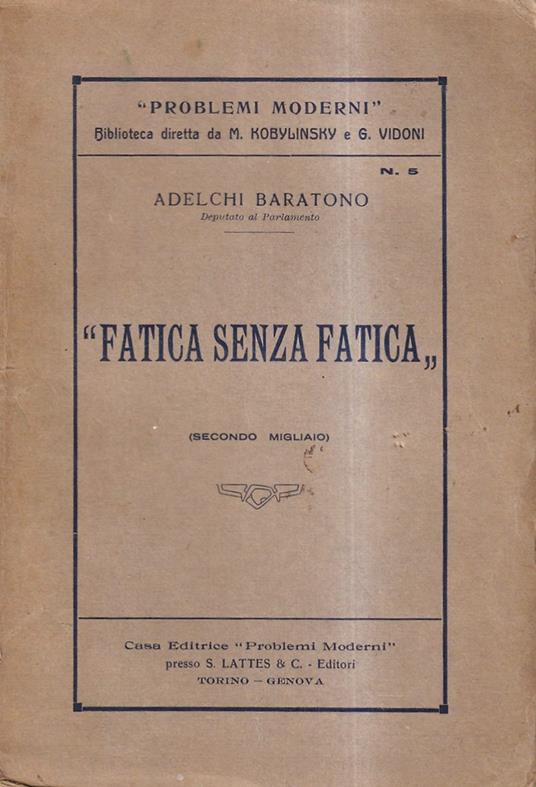 "PROBLEMI MODERNI"
Biblioteca diretta da M. KOBYLINSKY e G. VIDONI
N. 5
ADELCHI BARATONO
Deputato al Parlamento
“FATICA SENZA FATICA„
(SECONDO MIGLIAIO)
Casa Editrice "Problemi Moderni"
presso S. LATTES & C. - Editori
TORINO — GENOVA